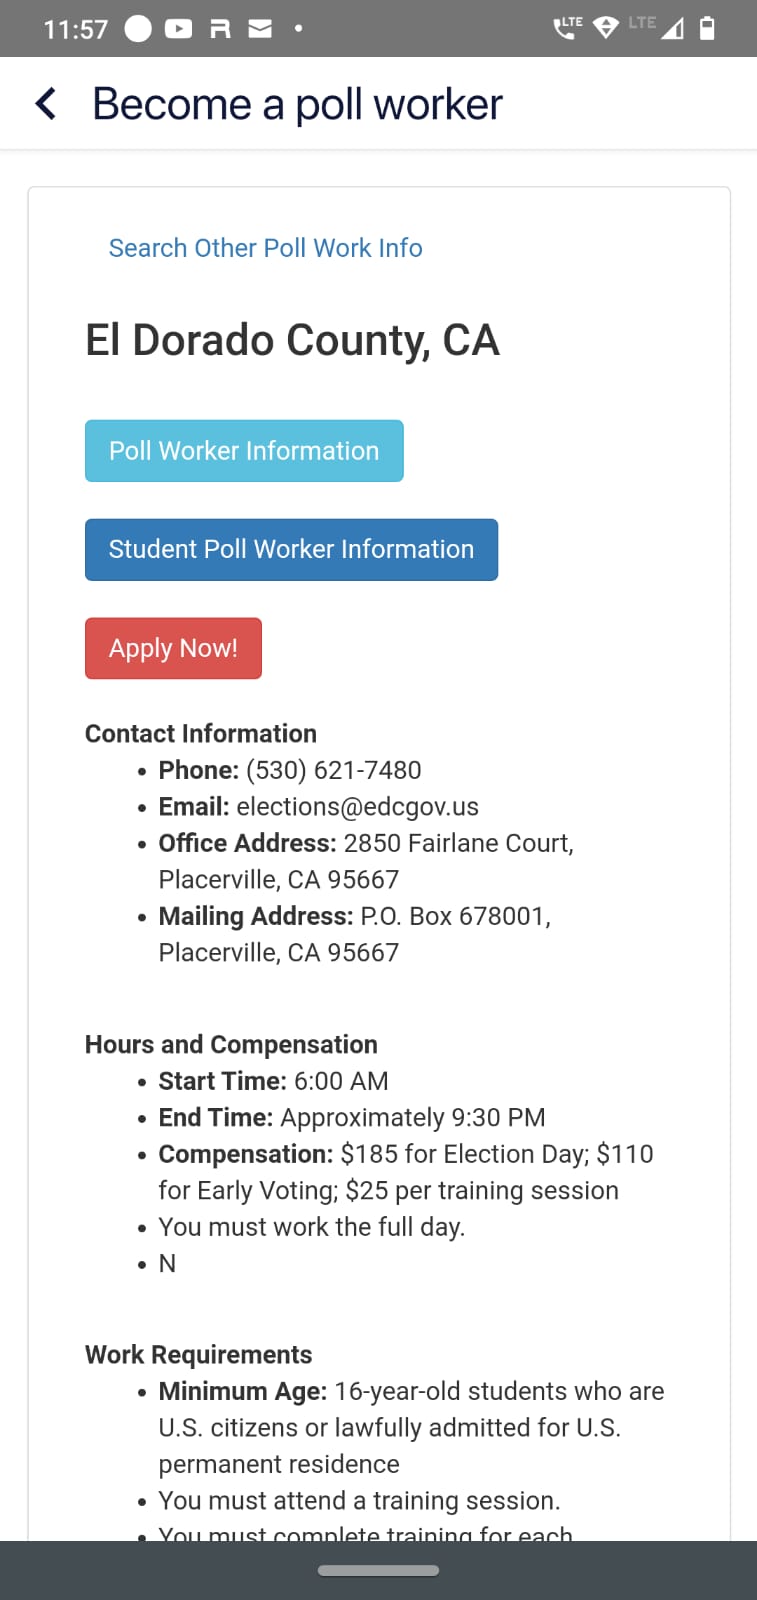 11:57
LTE LTE
Become a poll worker
Search Other Poll Work Info
El Dorado County, CA
Poll Worker Information
Student Poll Worker Information
Apply Now!
Contact Information
• Phone: (530) 621-7480
• Email: elections@edcgov.us
• Office Address: 2850 Fairlane Court,
Placerville, CA 95667
• Mailing Address: P.O. Box 678001,
Placerville, CA 95667
Hours and Compensation
• Start Time: 6:00 AM
• End Time: Approximately 9:30 PM
• Compensation: $185 for Election Day; $110
for Early Voting; $25 per training session
• You must work the full day.
• N
Work Requirements
• Minimum Age: 16-year-old students who are
U.S. citizens or lawfully admitted for U.S.
permanent residence
• You must attend a training session.
• You must complete training for each